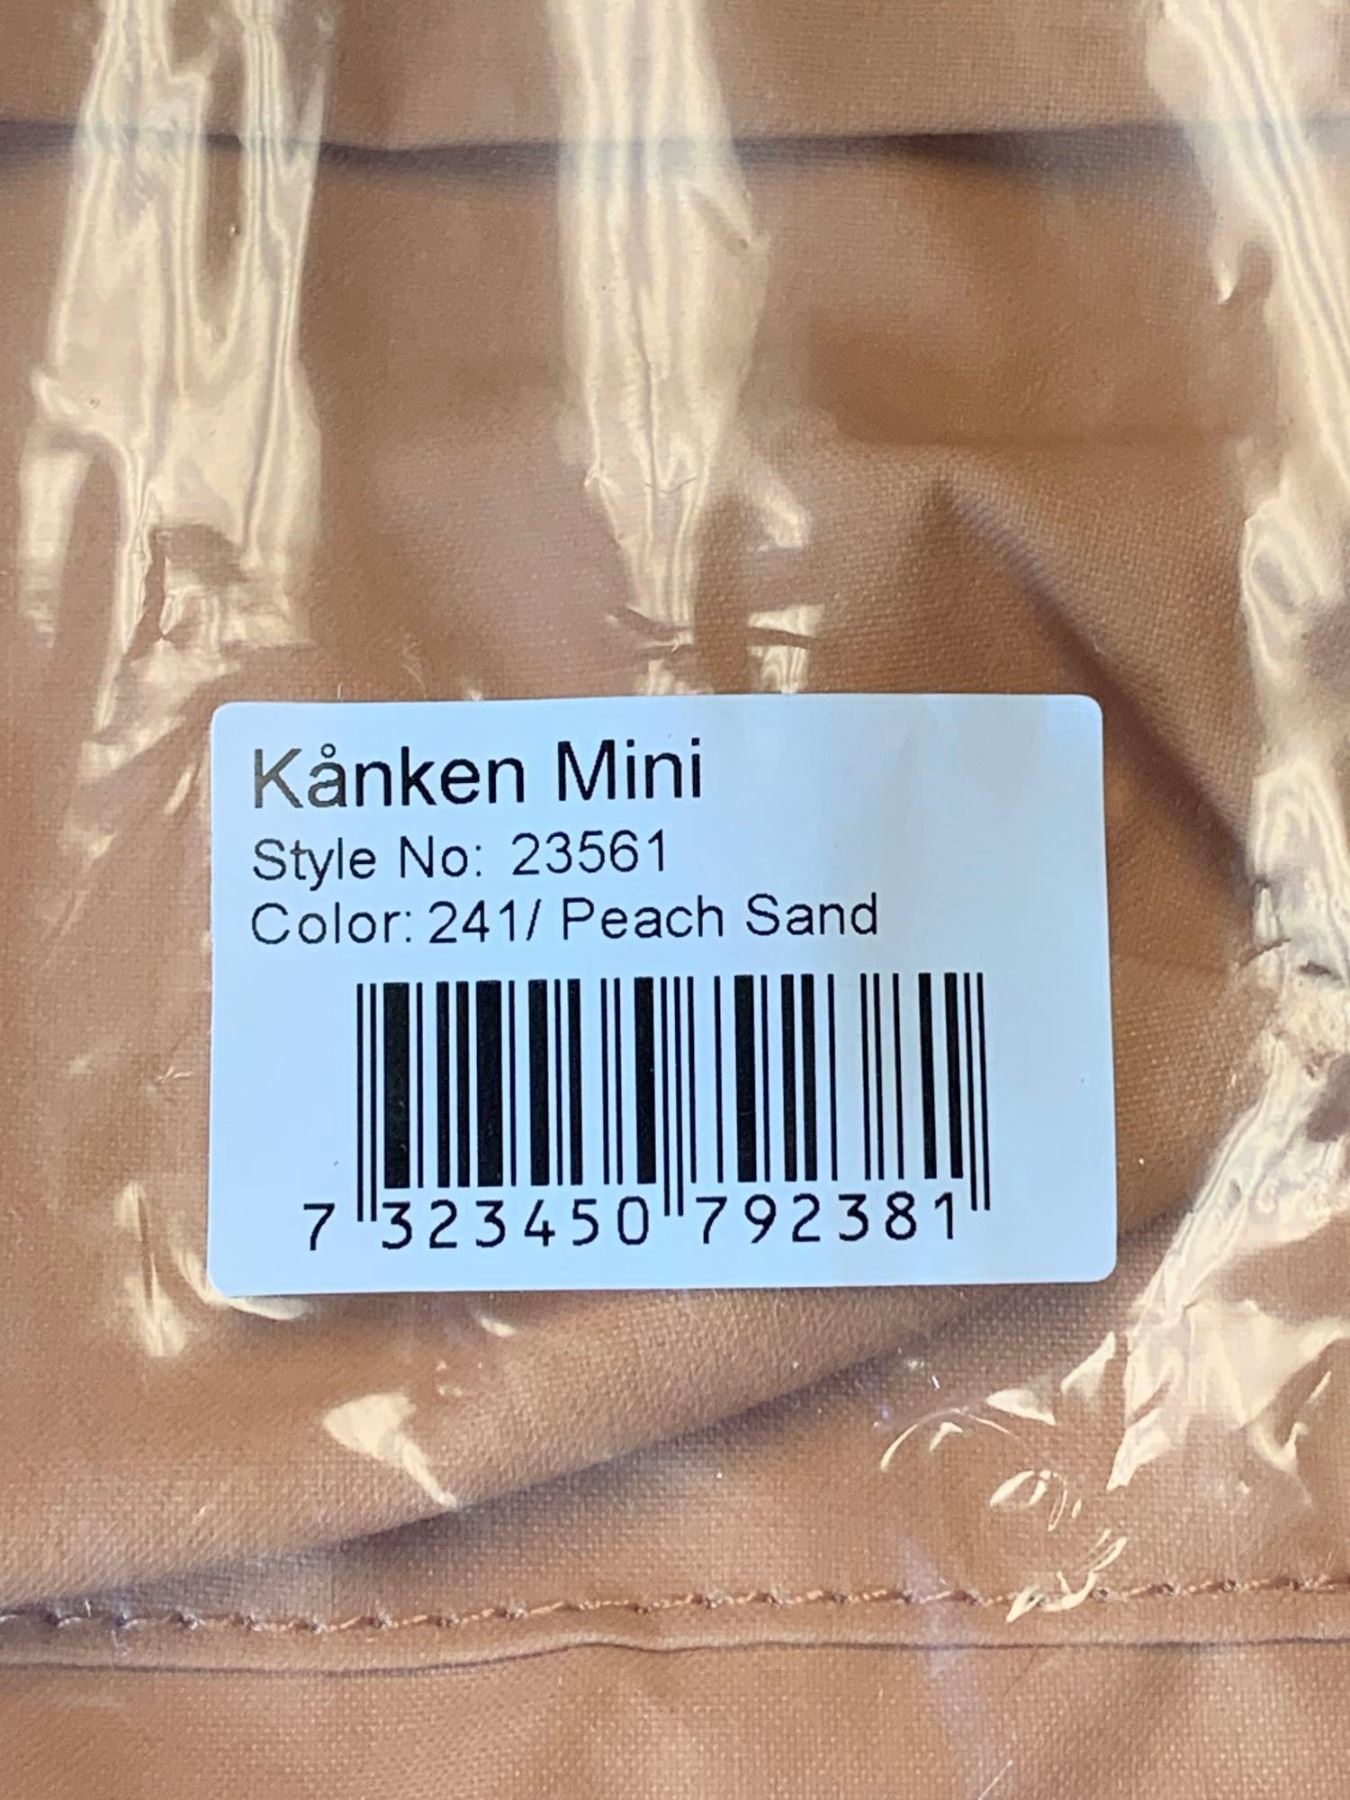 Kånken Mini
Style No: 23561
Color: 241/ Peach Sand
7 323450 792381